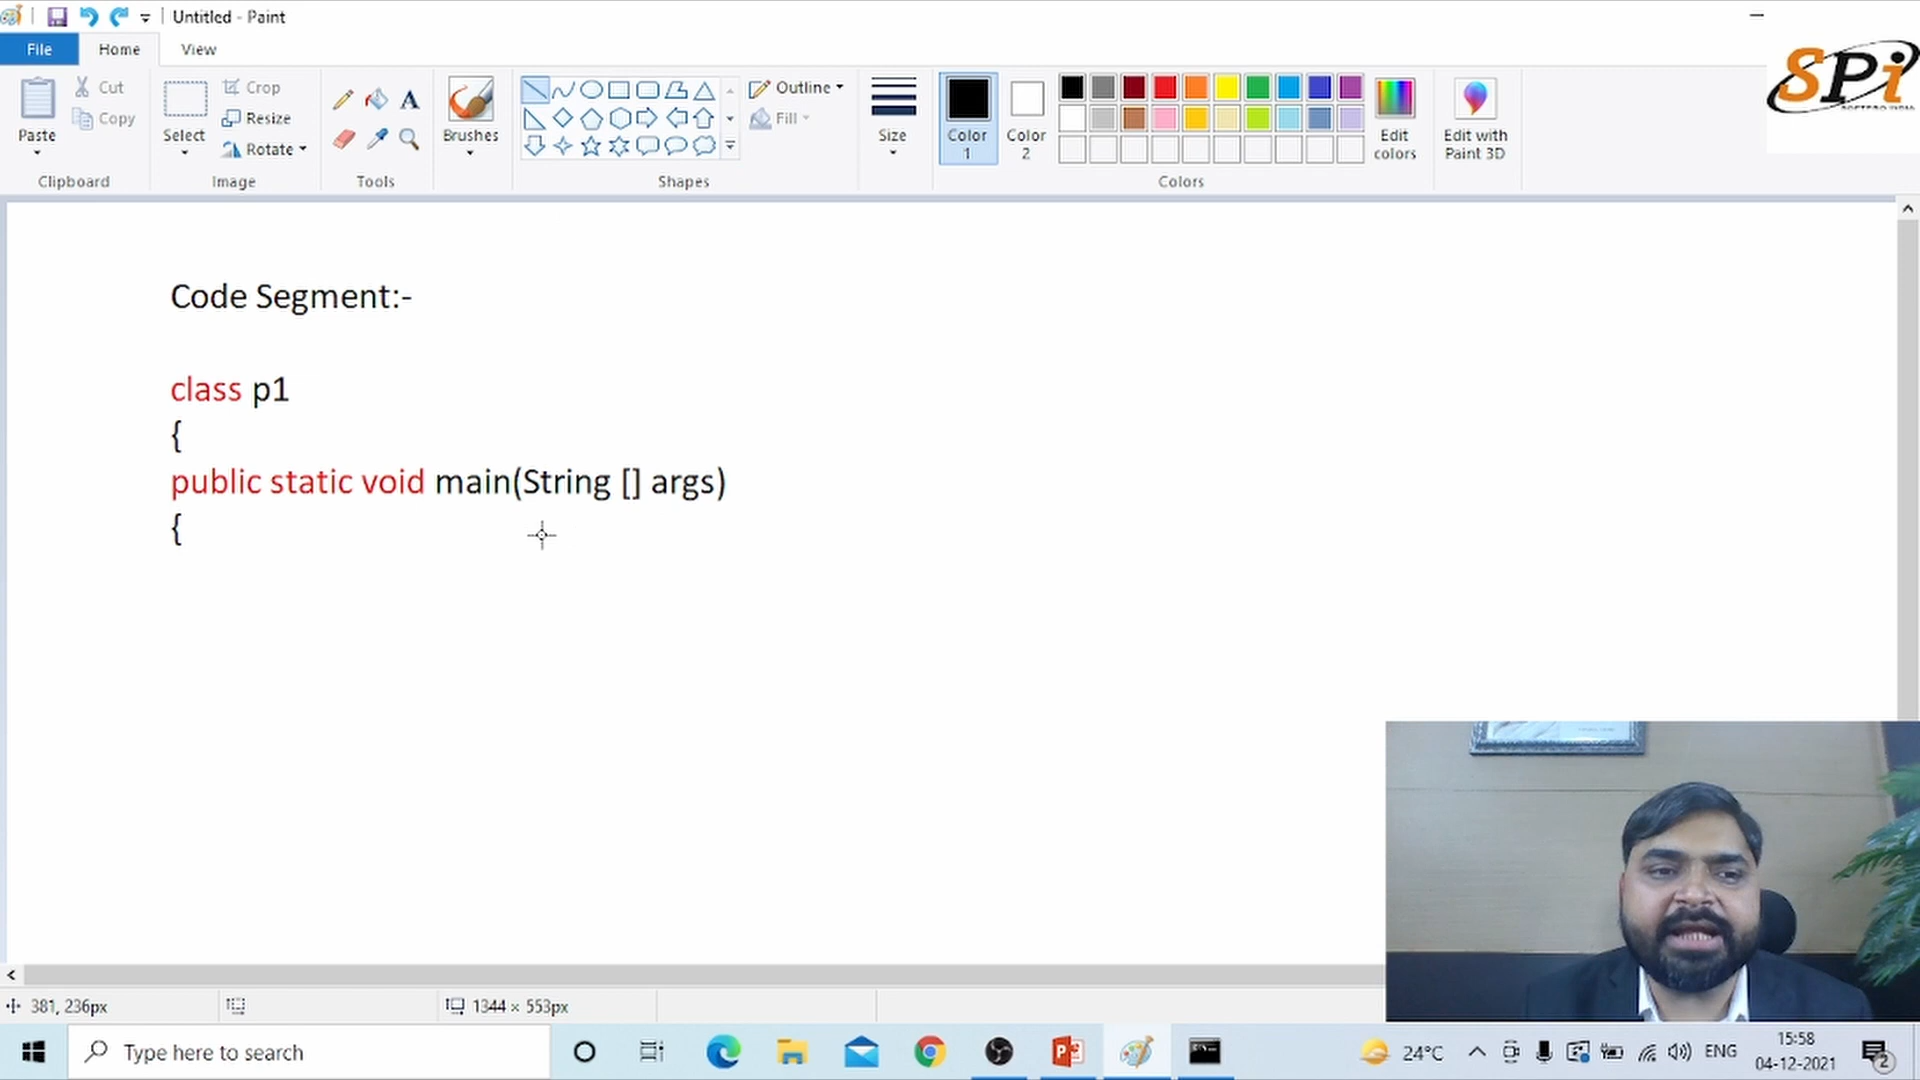 Untitled - Paint
File Home View
Paste Cut Copy Clipboard
Select Crop Resize Rotate Image
Tools
Brushes
Shapes
Outline Fill
Size
Color 1 Color 2 Colors
Edit colors
Edit with Paint 3D
SPi
Code Segment:-
class p1
{
public static void main(String [] args)
{
381, 236px 1344 × 553px
Type here to search
24°C ENG
15:58
04-12-2021
2